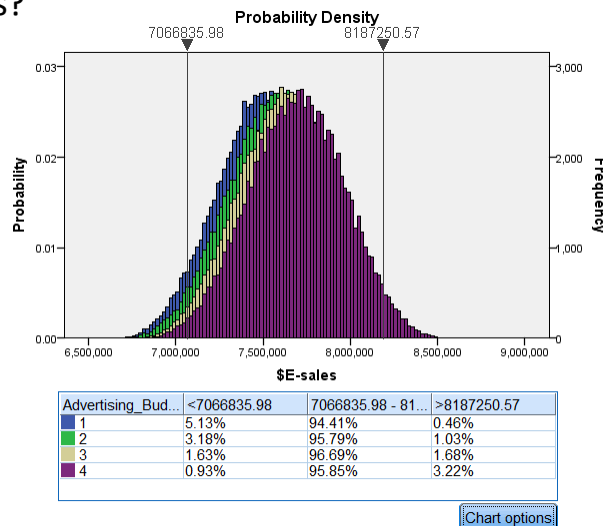 s?
Probability Density
7066835.98 8187250.57
0.03 3,000
0.02 2,000
0.01 1,000
0.00 0
Probability
Frequency
6,500,000 7,000,000 7,500,000 8,000,000 8,500,000 9,000,000
$E-sales
Advertising_Bud... <7066835.98 7066835.98 - 81... >8187250.57
1 5.13% 94.41% 0.46%
2 3.18% 95.79% 1.03%
3 1.63% 96.69% 1.68%
4 0.93% 95.85% 3.22%
Chart options